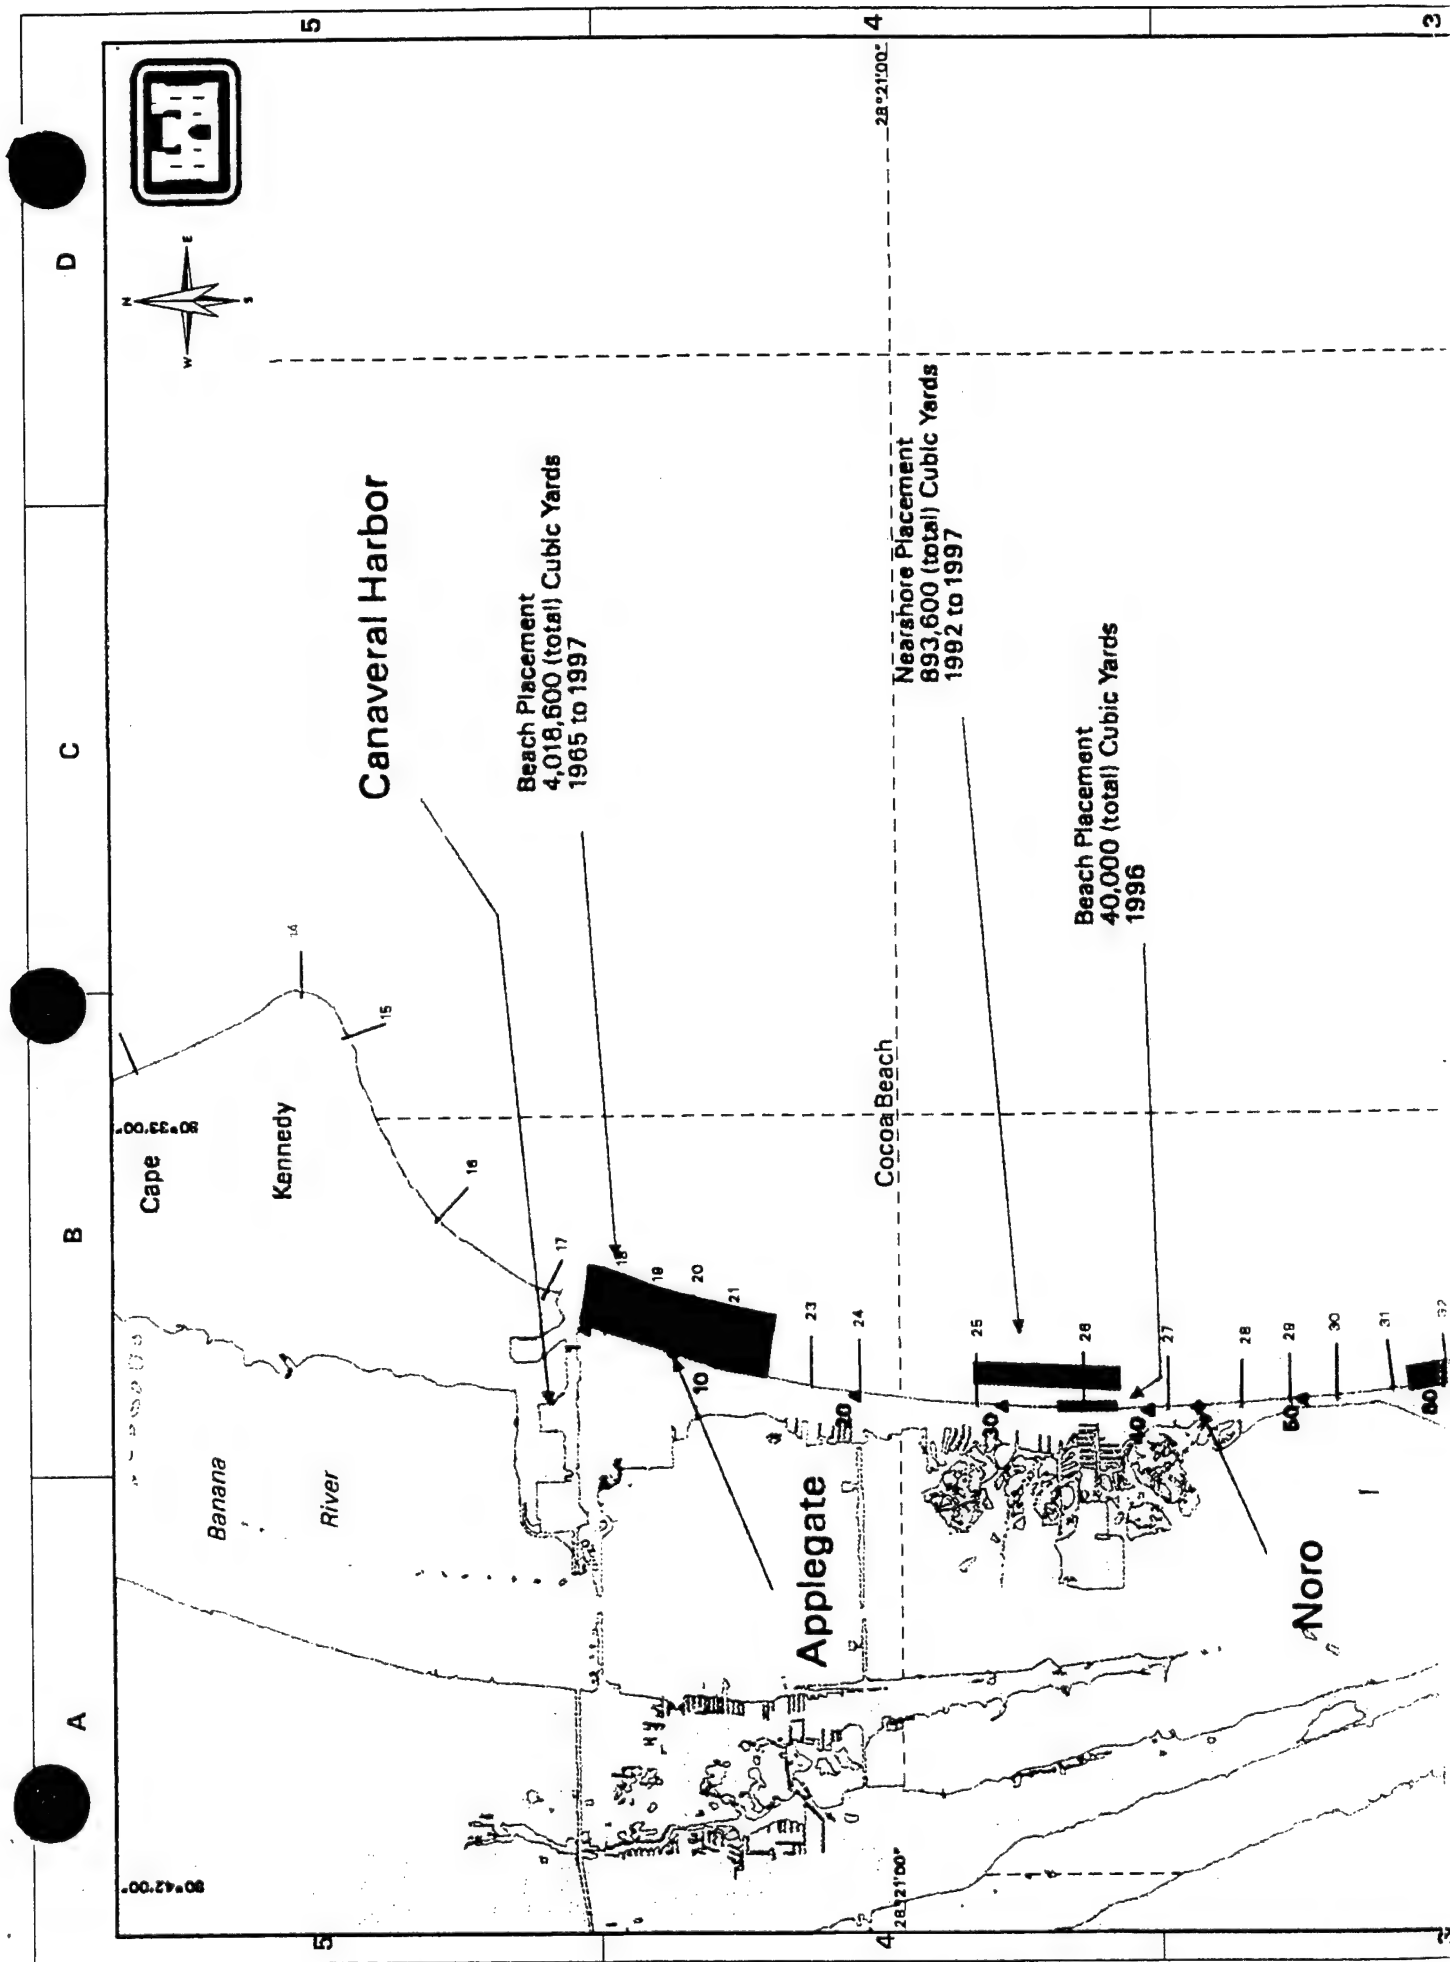 A
B
C
D
5
5
4
4
3
N
W
E
S
80°42'00"
80°33'00"
28°21'00"
28°21'00"
Cape
Kennedy
Banana
River
Canaveral Harbor
Beach Placement
4,018,600 (total) Cubic Yards
1965 to 1997
Cocoa Beach
Nearshore Placement
893,600 (total) Cubic Yards
1992 to 1997
Beach Placement
40,000 (total) Cubic Yards
1996
Applegate
Noro
14
15
16
17
18
19
20
21
23
24
25
26
27
28
29
30
31
32
10
20
30
40
50
60